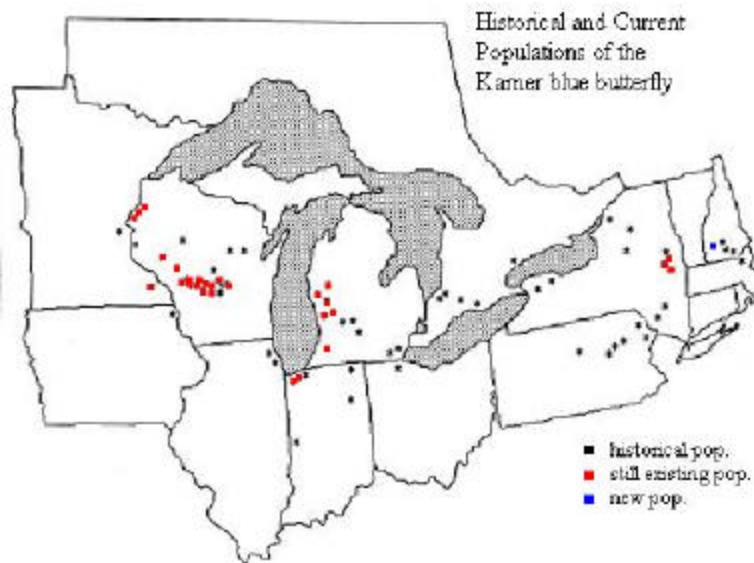 Historical and Current
Populations of the
Karner blue butterfly
historical pop.
still existing pop.
new pop.